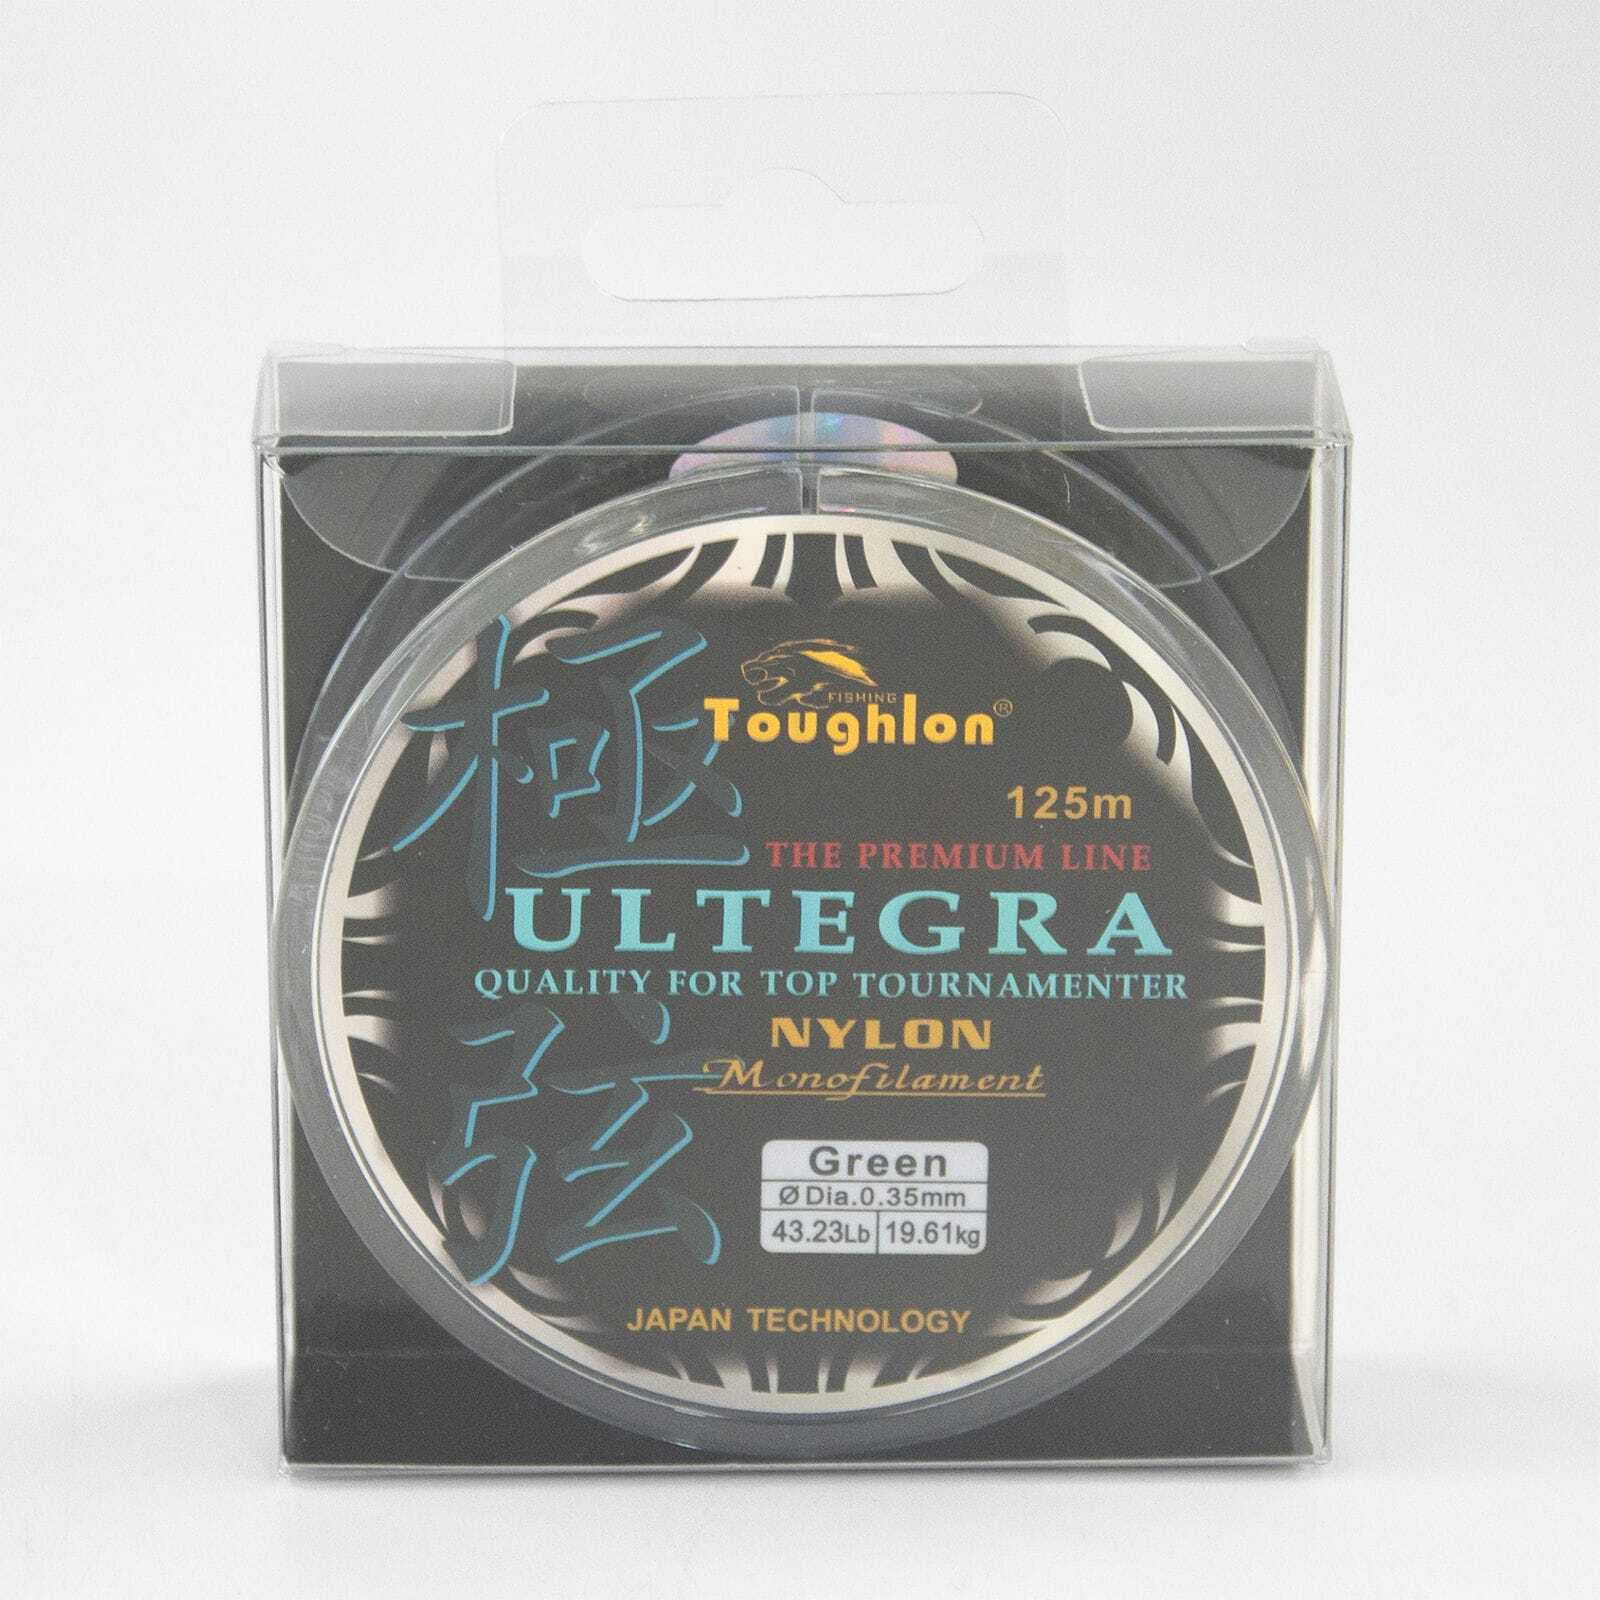 極弦
FISHING
Toughlon®
125m
THE PREMIUM LINE
ULTEGRA
QUALITY FOR TOP TOURNAMENTER
NYLON
Monofilament
Green
Ø Dia.0.35mm
43.23Lb 19.61kg
JAPAN TECHNOLOGY